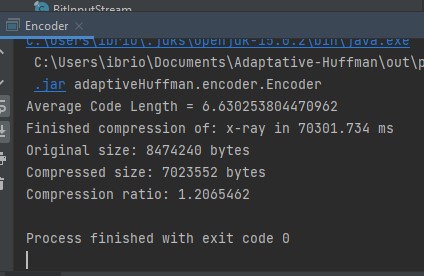 BitInputStream
Encoder
C:\Users\ibrio\.jdks\openjdk-15.0.2\bin\java.exe
C:\Users\ibrio\Documents\Adaptative-Huffman\out\p
.jar adaptiveHuffman.encoder.Encoder
Average Code Length = 6.630253804470962
Finished compression of: x-ray in 70301.734 ms
Original size: 8474240 bytes
Compressed size: 7023552 bytes
Compression ratio: 1.2065462
Process finished with exit code 0